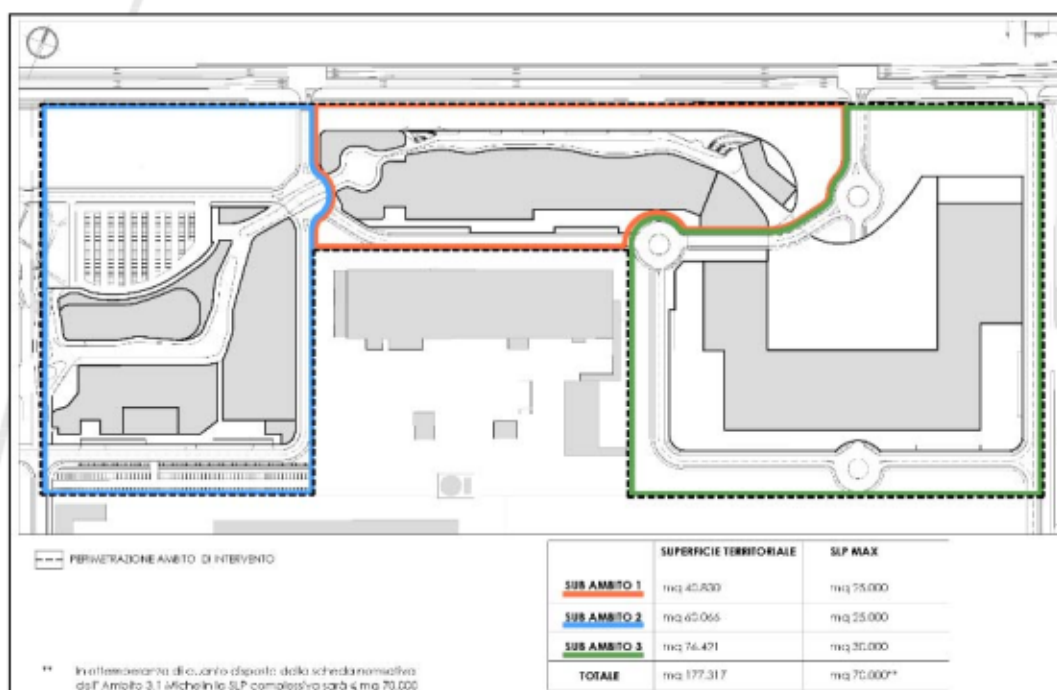 PERIMETRAZIONE AMBITO DI INTERVENTO
SUPERFICIE TERRITORIALE SLP MAX
SUB AMBITO 1 mq 40.830 mq 25.000
SUB AMBITO 2 mq 60.066 mq 25.000
SUB AMBITO 3 mq 76.421 mq 30.000
TOTALE mq 177.317 mq 70.000**
** In ottemperanza di quanto disposto dalla scheda normativa
dell' Ambito 3.1 Michelin la SLP complessiva sarà ≤ mq 70.000